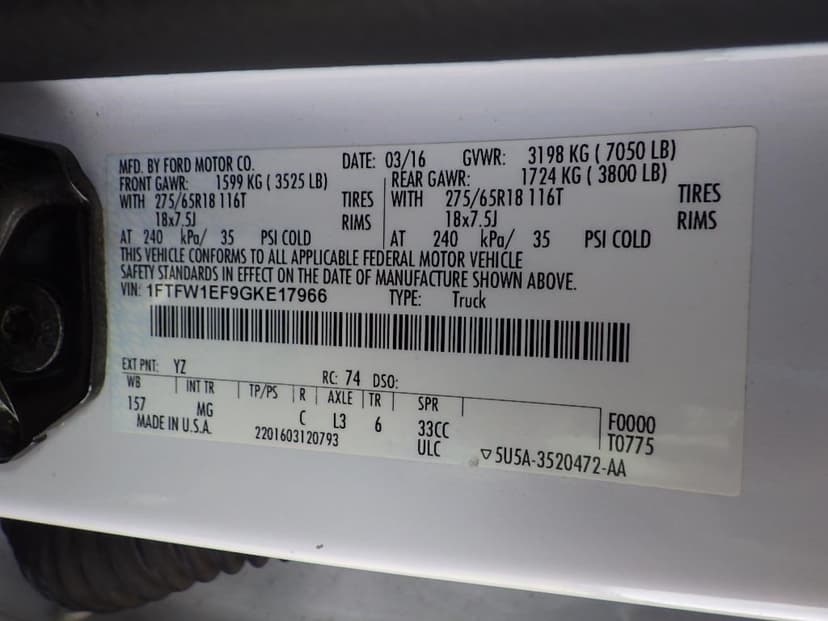 MFD. BY FORD MOTOR CO. DATE: 03/16 GVWR: 3198 KG ( 7050 LB)
FRONT GAWR: 1599 KG ( 3525 LB) REAR GAWR: 1724 KG ( 3800 LB)
WITH 275/65R18 116T TIRES WITH 275/65R18 116T TIRES
18x7.5J RIMS 18x7.5J RIMS
AT 240 kPa/ 35 PSI COLD AT 240 kPa/ 35 PSI COLD
THIS VEHICLE CONFORMS TO ALL APPLICABLE FEDERAL MOTOR VEHICLE
SAFETY STANDARDS IN EFFECT ON THE DATE OF MANUFACTURE SHOWN ABOVE.
VIN: 1FTFW1EF9GKE17966 TYPE: Truck
EXT PNT: YZ RC: 74 DSO:
WB INT TR TP/PS R AXLE TR SPR
157 MG C L3 6 33CC F0000
MADE IN U.S.A. 2201603120793 ULC T0775
▽5U5A-3520472-AA